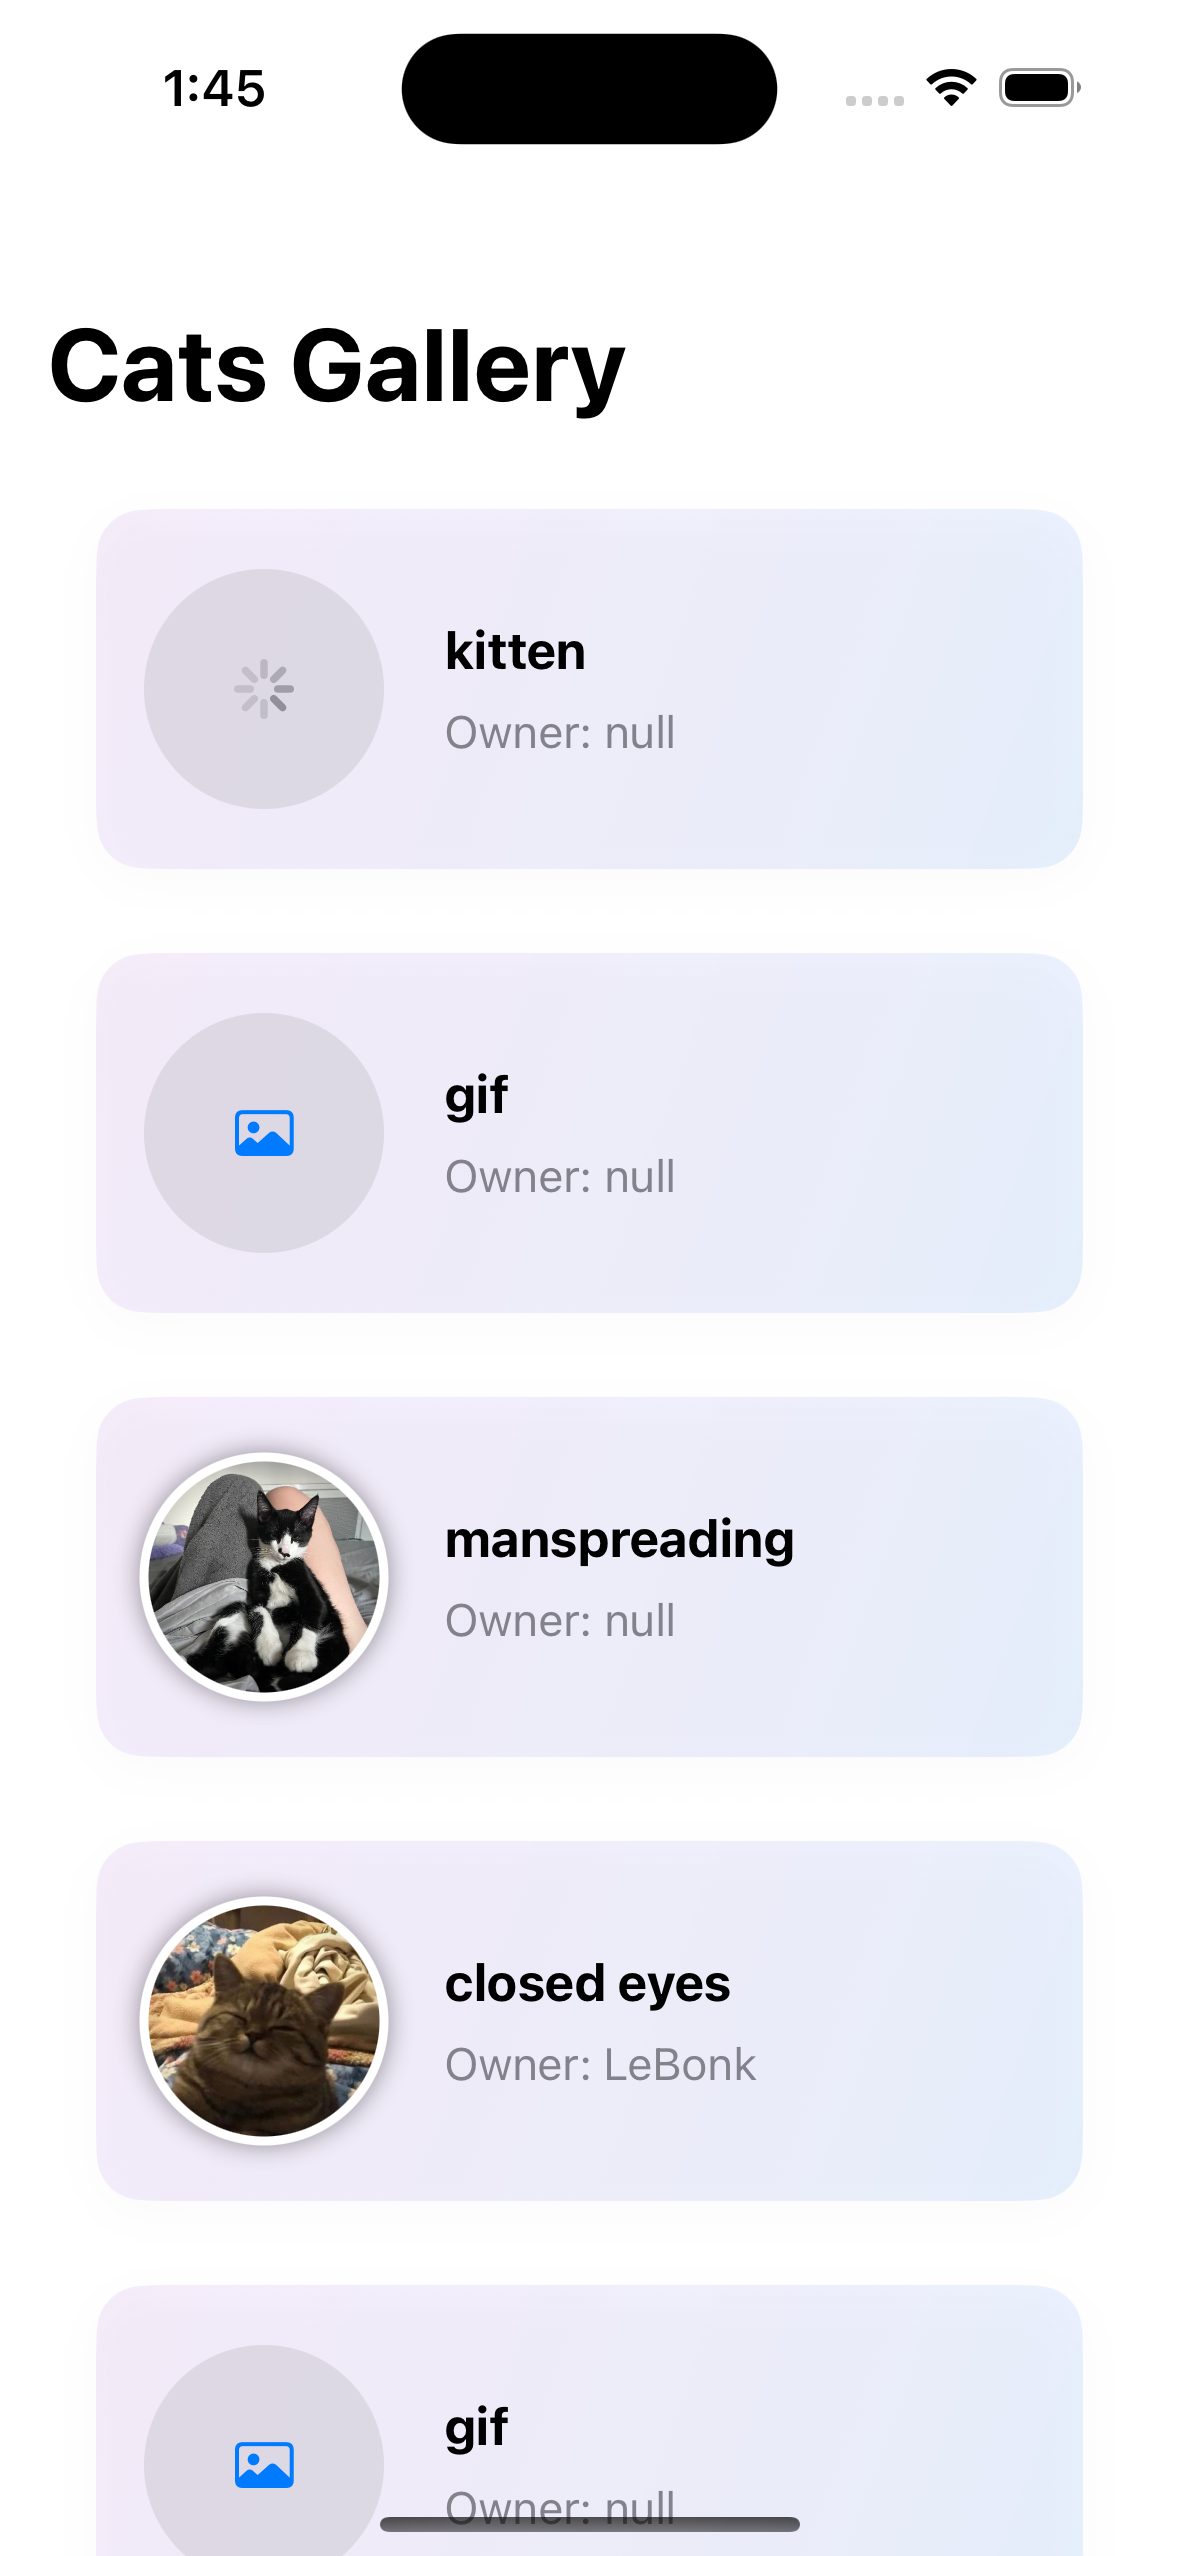 1:45
Cats Gallery
kitten
Owner: null
gif
Owner: null
manspreading
Owner: null
closed eyes
Owner: LeBonk
gif
Owner: null